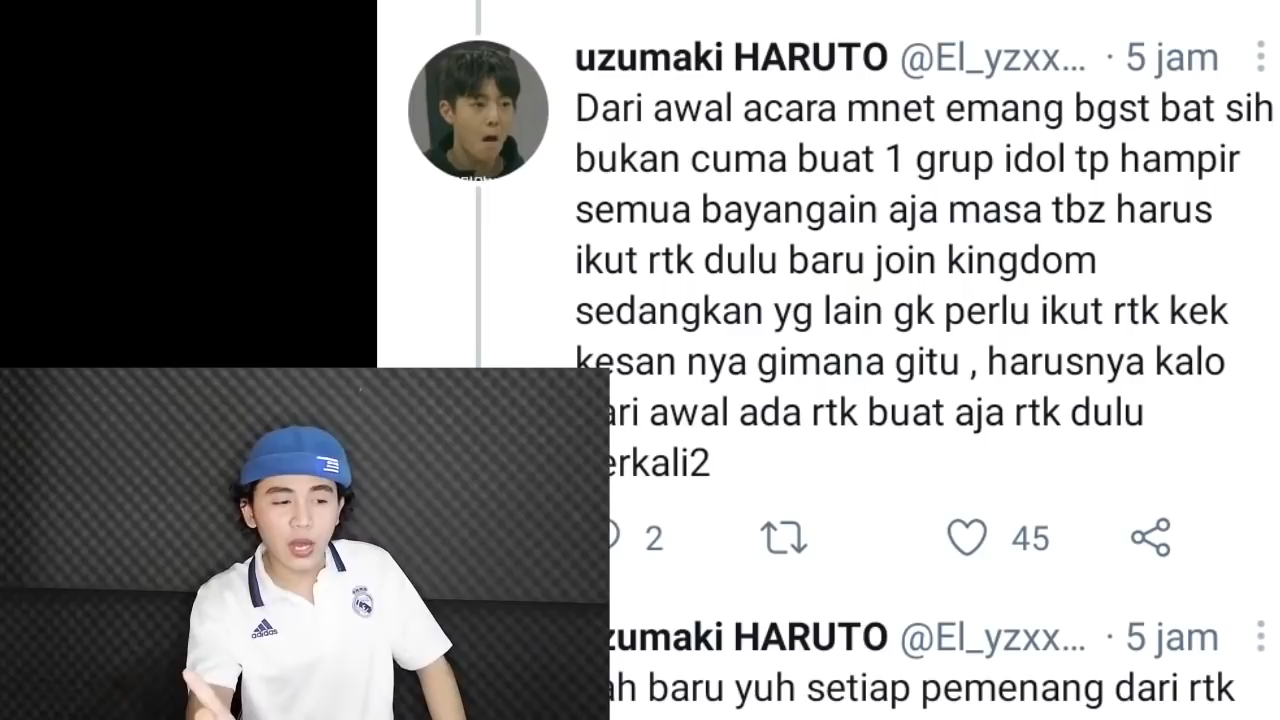 uzumaki HARUTO @El_yzxx... · 5 jam
Dari awal acara mnet emang bgst bat sih
bukan cuma buat 1 grup idol tp hampir
semua bayangain aja masa tbz harus
ikut rtk dulu baru join kingdom
sedangkan yg lain gk perlu ikut rtk kek
kesan nya gimana gitu , harusnya kalo
ari awal ada rtk buat aja rtk dulu
erkali2
2 45
zumaki HARUTO @El_yzxx... · 5 jam
ah baru yuh setiap pemenang dari rtk
adidas